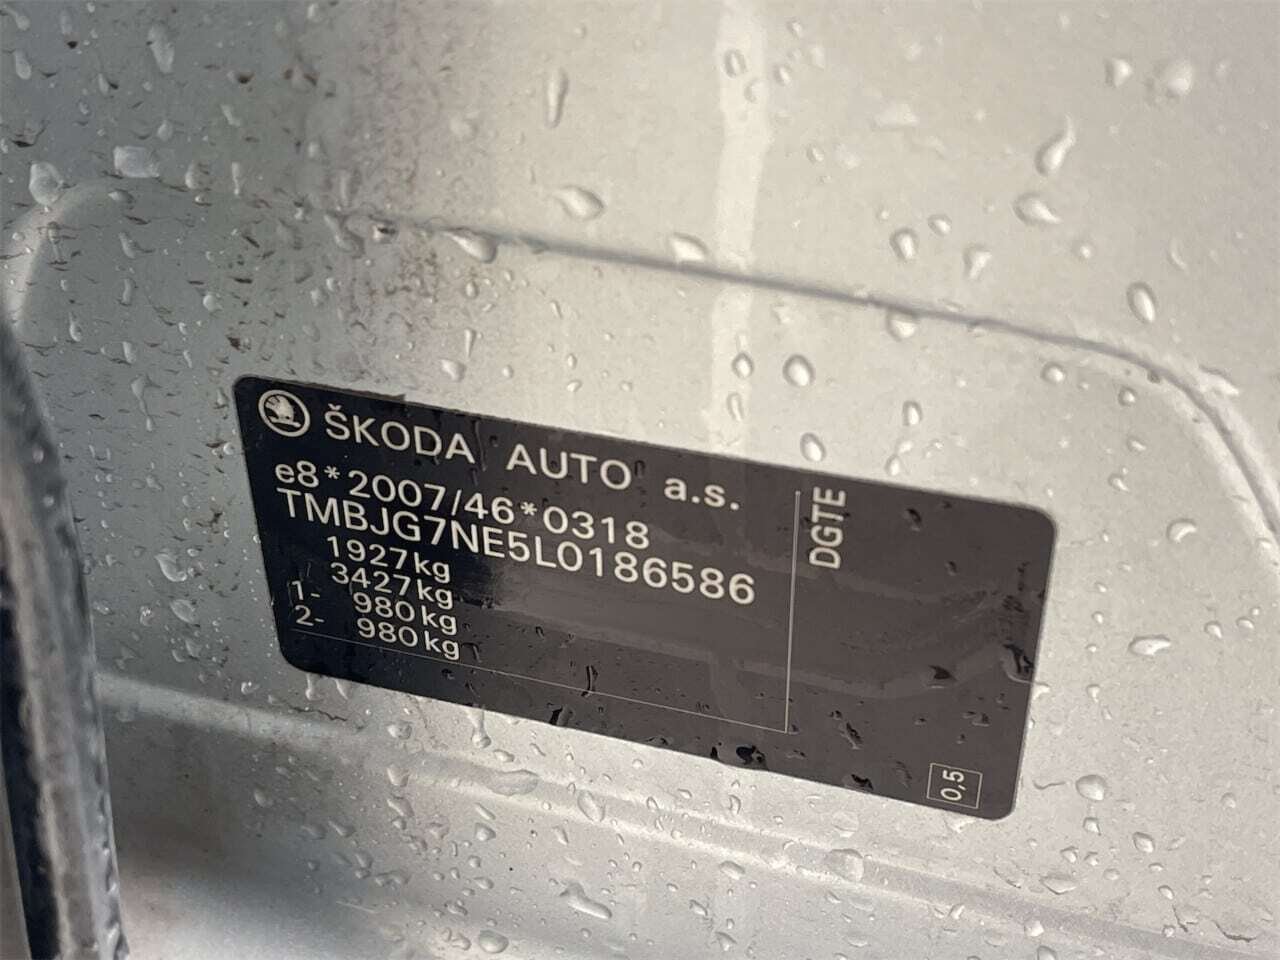 ŠKODA AUTO a.s.
e8*2007/46*0318
TMBJG7NE5L0186586
1927kg
3427kg
1- 980kg
2- 980kg
DGTE
0,5